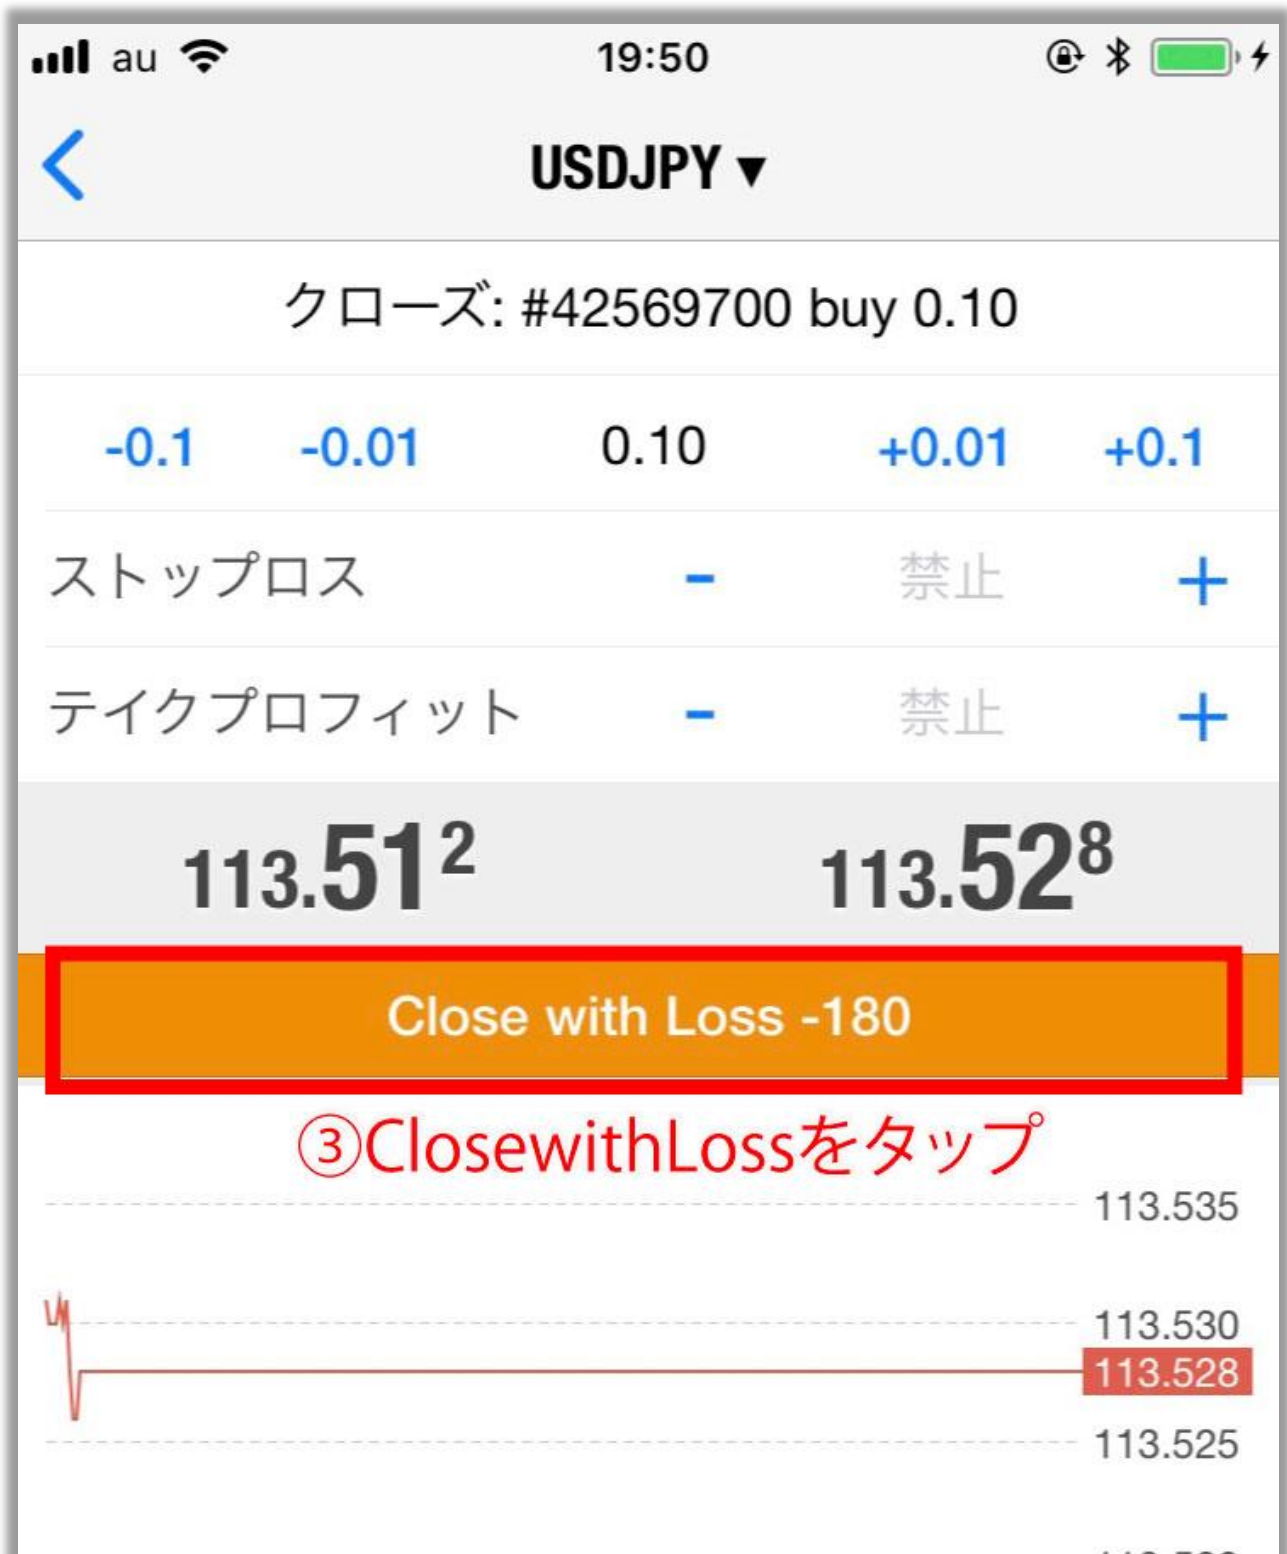 au 19:50
USDJPY ▼
クローズ: #42569700 buy 0.10
-0.1 -0.01 0.10 +0.01 +0.1
ストップロス - 禁止 +
テイクプロフィット - 禁止 +
113.512 113.528
Close with Loss -180
③ClosewithLossをタップ
113.535
113.530
113.528
113.525